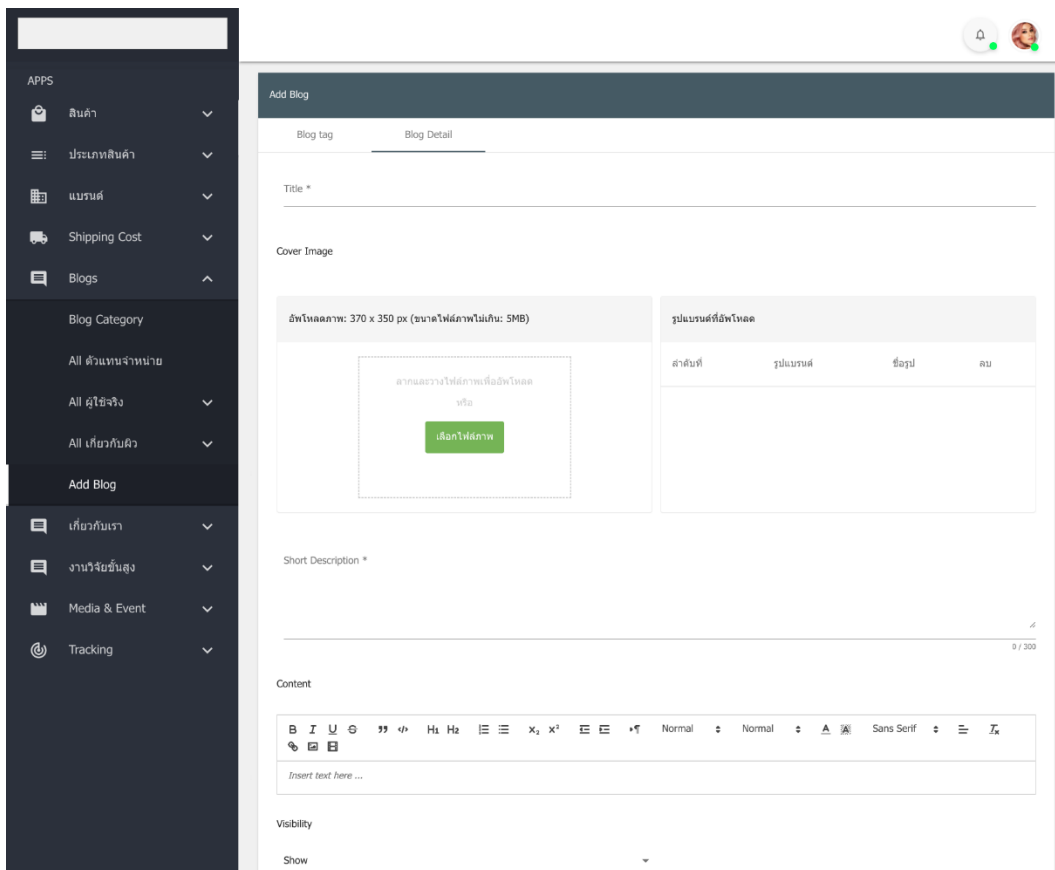 APPS
สินค้า
ประเภทสินค้า
แบรนด์
Shipping Cost
Blogs
Blog Category
All ตัวแทนจำหน่าย
All ผู้ใช้จริง
All เกี่ยวกับผิว
Add Blog
เกี่ยวกับเรา
งานวิจัยขั้นสูง
Media & Event
Tracking
Add Blog
Blog tag Blog Detail
Title *
Cover Image
อัพโหลดภาพ: 370 x 350 px (ขนาดไฟล์ภาพไม่เกิน: 5MB)
ลากและวางไฟล์ภาพเพื่ออัพโหลด
หรือ
เลือกไฟล์ภาพ
รูปแบรนด์ที่อัพโหลด
ลำดับที่ รูปแบรนด์ ชื่อรูป ลบ
Short Description *
0 / 300
Content
B I U S H1 H2 X2 X2 Normal Normal A A Sans Serif Tx
Insert text here ...
Visibility
Show